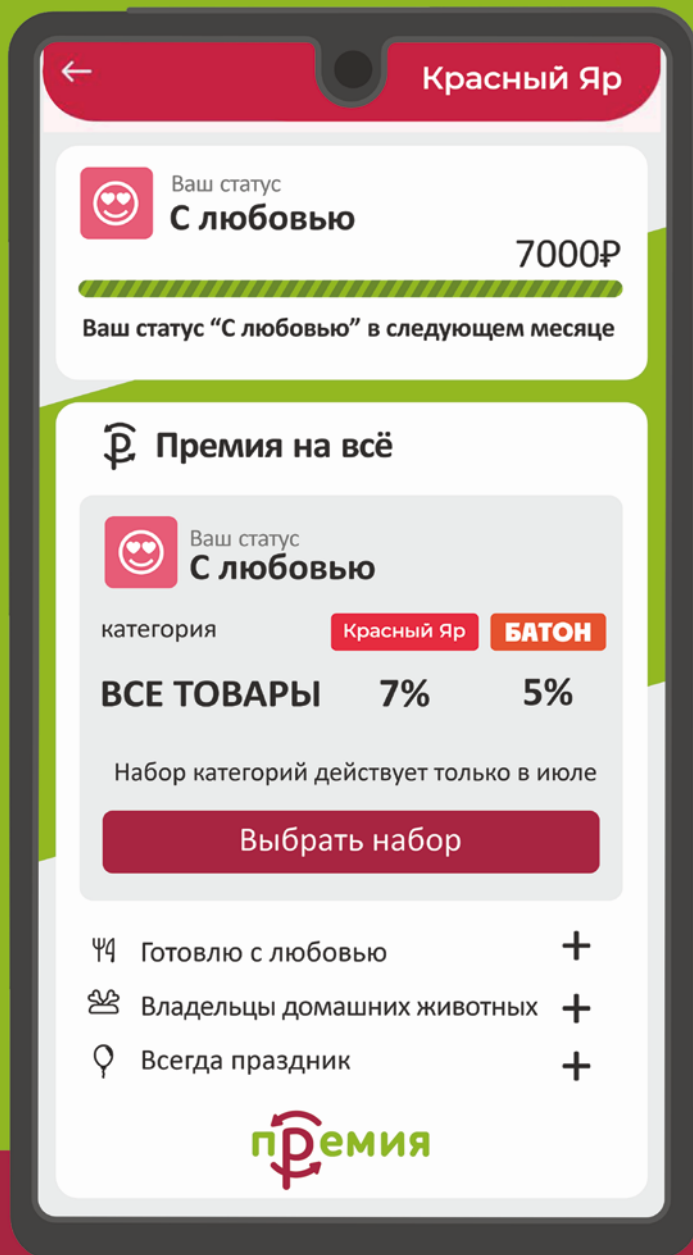 Красный Яр
Ваш статус
С любовью
7000₽
Ваш статус “С любовью” в следующем месяце
Премия на всё
Ваш статус
С любовью
категория Красный Яр БАТОН
ВСЕ ТОВАРЫ 7% 5%
Набор категорий действует только в июле
Выбрать набор
Готовлю с любовью +
Владельцы домашних животных +
Всегда праздник +
премия